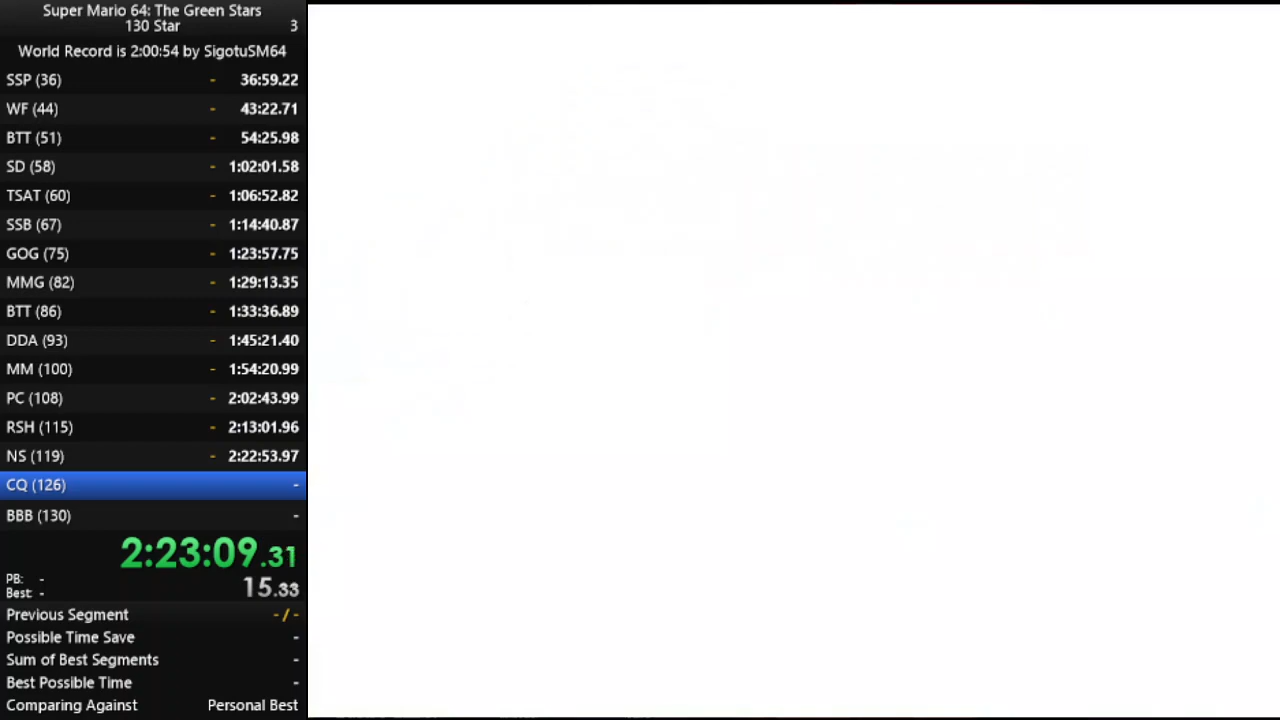 Super Mario 64: The Green Stars
130 Star 3
World Record is 2:00:54 by SigotuSM64
SSP (36) - 36:59.22
WF (44) - 43:22.71
BTT (51) - 54:25.98
SD (58) - 1:02:01.58
TSAT (60) - 1:06:52.82
SSB (67) - 1:14:40.87
GOG (75) - 1:23:57.75
MMG (82) - 1:29:13.35
BTT (86) - 1:33:36.89
DDA (93) - 1:45:21.40
MM (100) - 1:54:20.99
PC (108) - 2:02:43.99
RSH (115) - 2:13:01.96
NS (119) - 2:22:53.97
CQ (126) -
BBB (130) -
2:23:09.31
PB: -
Best: - 15.33
Previous Segment - / -
Possible Time Save -
Sum of Best Segments -
Best Possible Time -
Comparing Against Personal Best